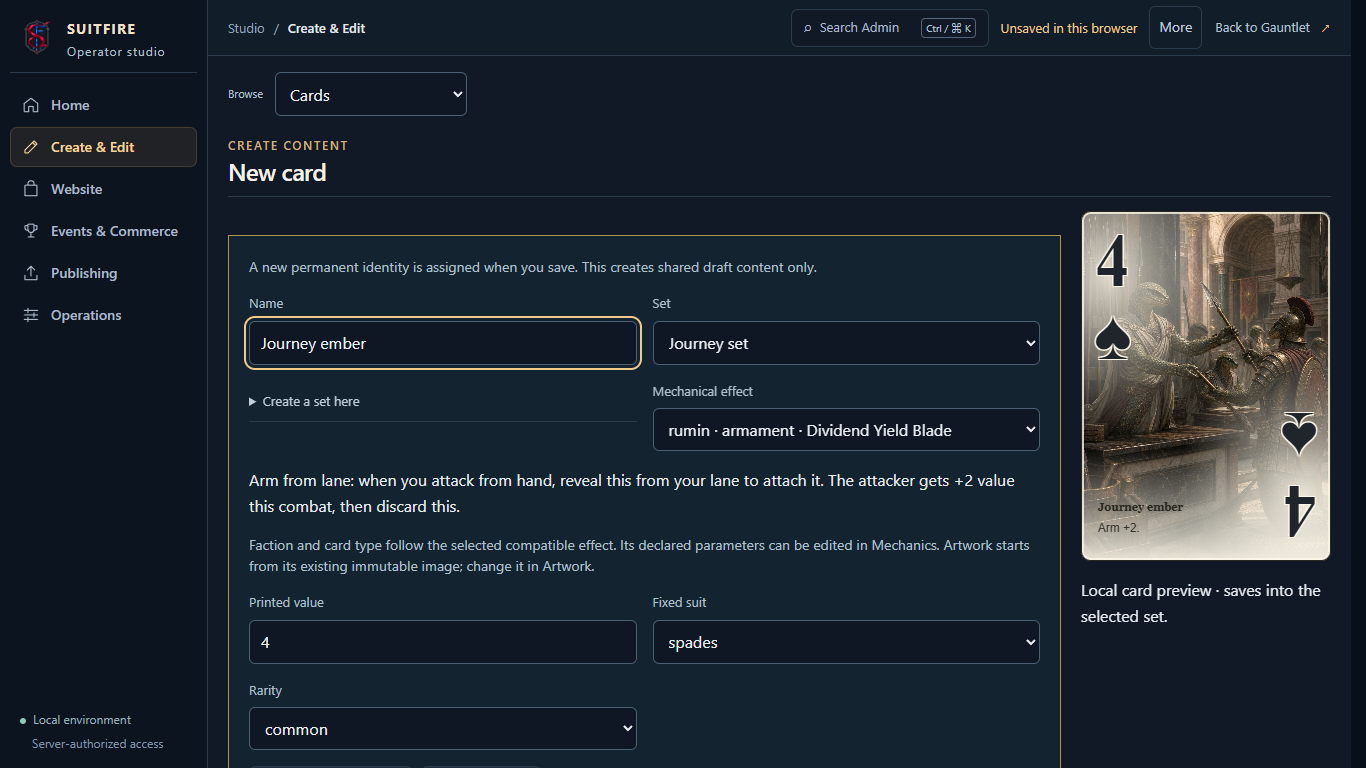 SUITFIRE
Operator studio
Home
Create & Edit
Website
Events & Commerce
Publishing
Operations
Local environment
Server-authorized access
Studio / Create & Edit
Search Admin
Ctrl / ⌘ K
Unsaved in this browser
More
Back to Gauntlet ↗
Browse
Cards
CREATE CONTENT
New card
A new permanent identity is assigned when you save. This creates shared draft content only.
Name
Set
Journey ember
Journey set
Create a set here
Mechanical effect
rumin · armament · Dividend Yield Blade
Arm from lane: when you attack from hand, reveal this from your lane to attach it. The attacker gets +2 value
this combat, then discard this.
Faction and card type follow the selected compatible effect. Its declared parameters can be edited in Mechanics. Artwork starts
from its existing immutable image; change it in Artwork.
Printed value
Fixed suit
4
spades
Rarity
common
4
Journey ember
Arm +2.
4
Local card preview · saves into the
selected set.